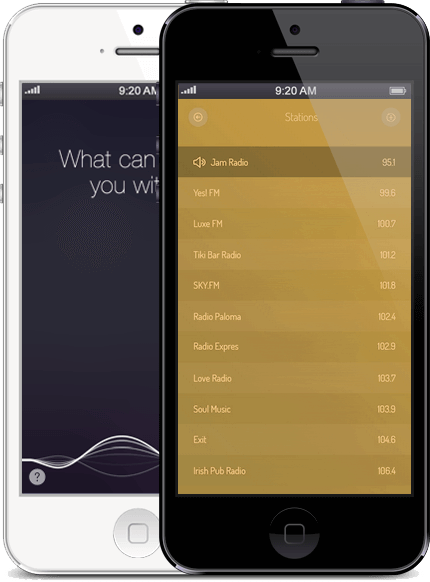 9:20 AM
What can
you wit
?
9:20 AM
Stations
Jam Radio 95.1
Yes! FM 99.6
Luxe FM 100.7
Tiki Bar Radio 101.2
SKY.FM 101.8
Radio Paloma 102.4
Radio Expres 102.9
Love Radio 103.7
Soul Music 103.9
Exit 104.6
Irish Pub Radio 106.4